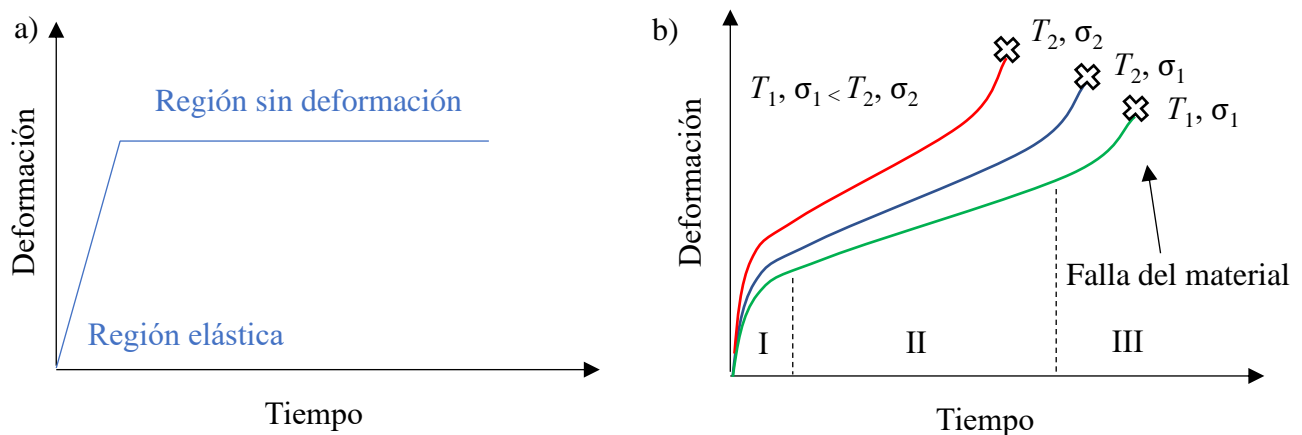 a)
Deformación
Región sin deformación
Región elástica
Tiempo
b)
Deformación
T₁, σ₁ < T₂, σ₂
T₂, σ₂
T₂, σ₁
T₁, σ₁
Falla del material
I
II
III
Tiempo